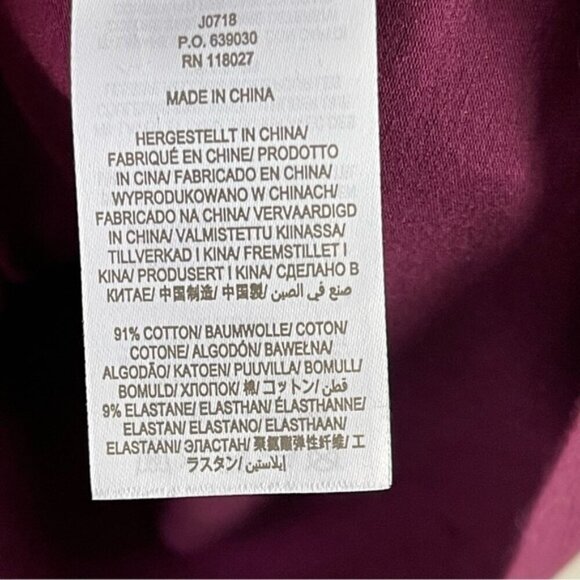 J0718
P.O. 639030
RN 118027
MADE IN CHINA
HERGESTELLT IN CHINA/
FABRIQUÉ EN CHINE/ PRODOTTO
IN CINA/ FABRICADO EN CHINA/
WYPRODUKOWANO W CHINACH/
FABRICADO NA CHINA/ VERVAARDIGD
IN CHINA/ VALMISTETTU KIINASSA/
TILLVERKAD I KINA/ FREMSTILLET I
KINA/ PRODUSERT I KINA/ СДЕЛАНО В
КИТАЕ/ 中国制造/ 中国製/ صنع في الصين
91% COTTON/ BAUMWOLLE/ COTON/
COTONE/ ALGODÓN/ BAWEŁNA/
ALGODÃO/ KATOEN/ PUUVILLA/ BOMULL/
BOMULD/ ХЛОПОК/ 棉/ コットン/ قطن/
9% ELASTANE/ ELASTHAN/ ÉLASTHANNE/
ELASTAN/ ELASTANO/ ELASTHAAN/
ELASTAANI/ ЭЛАСТАН/ 聚氨酯弹性纤维/ エ
ラスタン/ إيلاستين